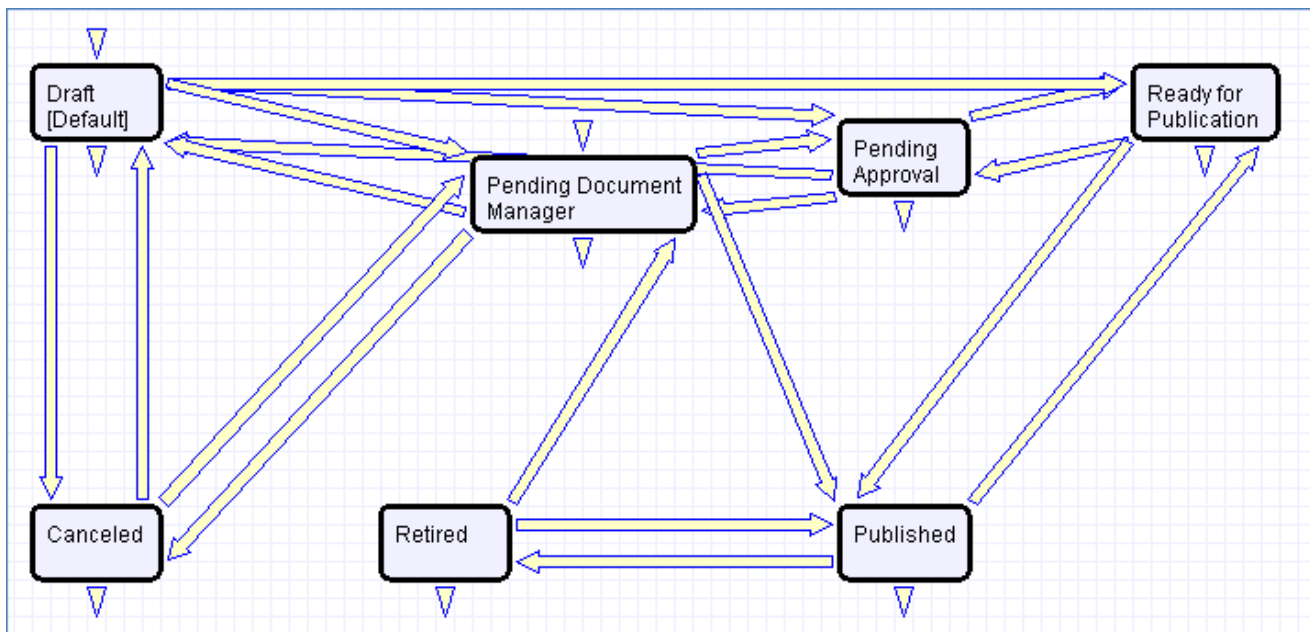 Draft
[Default]
Ready for
Publication
Pending
Approval
Pending Document
Manager
Canceled
Retired
Published